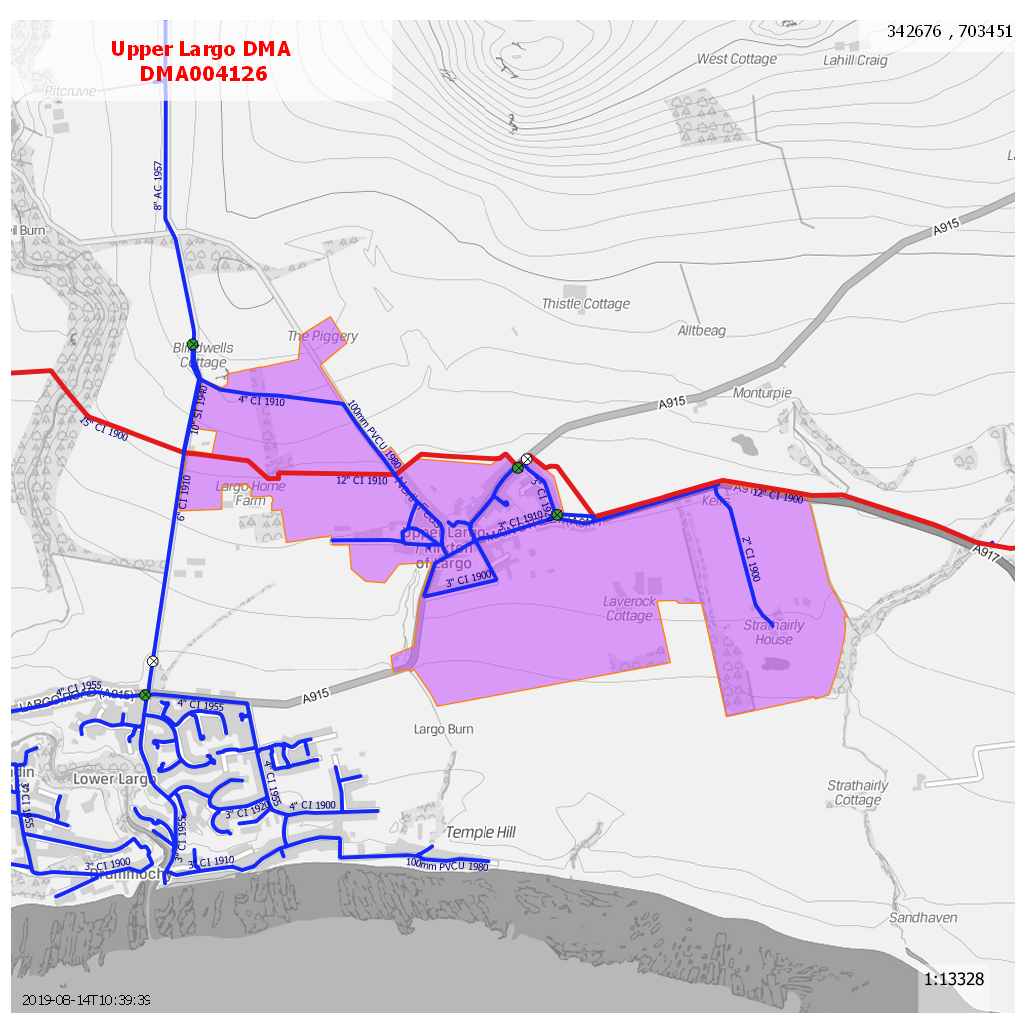 Upper Largo DMA
DMA004126
342676 , 703451
West Cottage
Lahill Craig
Pitcruvie
8" AC 1957
A915
Thistle Cottage
Alltbeag
The Piggery
Cottage
10" SI 1940
4" CI 1910
100mm PVCU 1980
A915
Monturpie
15" CI 1900
12" CI 1910
Largo Home
Farm
6" CI 1910
3" CI 1910
12" CI 1900
A917
Upper Largo
of Largo
3" CI 1900
2" CI 1900
Laverock
Cottage
Strathairly
House
4" CI 1955
LARGO ROAD (A915)
4" CI 1955
A915
Largo Burn
Lower Largo
4" CI 1955
3" CI 1955
3" CI 1920
4" CI 1900
3" CI 1955
Strathairly
Cottage
Temple Hill
3" CI 1900
3" CI 1910
100mm PVCU 1980
Drummochy
Sandhaven
1:13328
2019-08-14T10:39:39